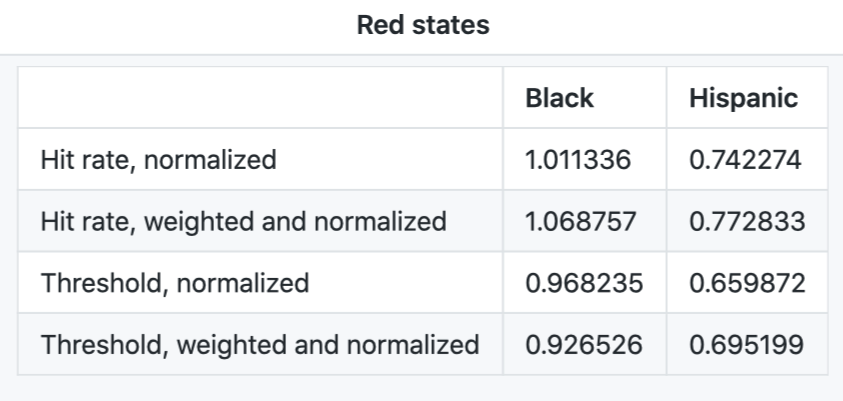 Red states
Black Hispanic
Hit rate, normalized 1.011336 0.742274
Hit rate, weighted and normalized 1.068757 0.772833
Threshold, normalized 0.968235 0.659872
Threshold, weighted and normalized 0.926526 0.695199